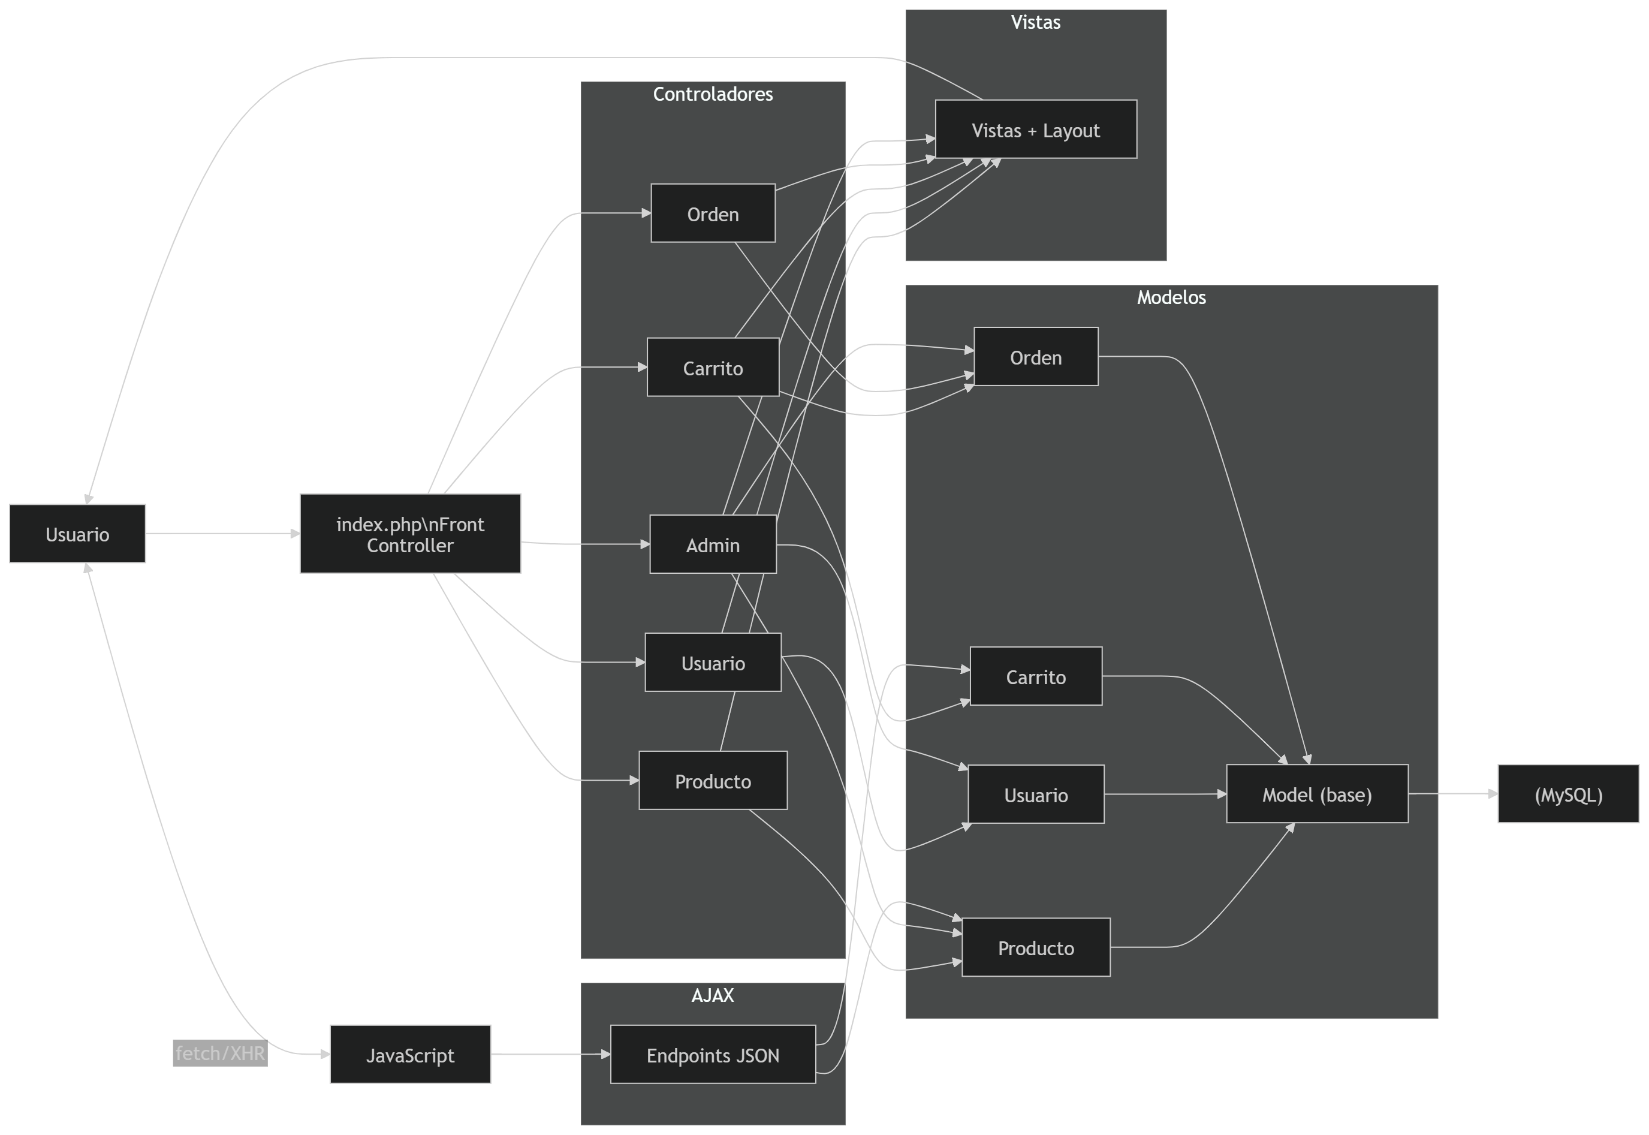 Vistas
Vistas + Layout
Controladores
Orden
Carrito
Admin
Usuario
Producto
Modelos
Orden
Carrito
Usuario
Producto
Model (base)
(MySQL)
Usuario
index.php\nFront
Controller
fetch/XHR
JavaScript
AJAX
Endpoints JSON